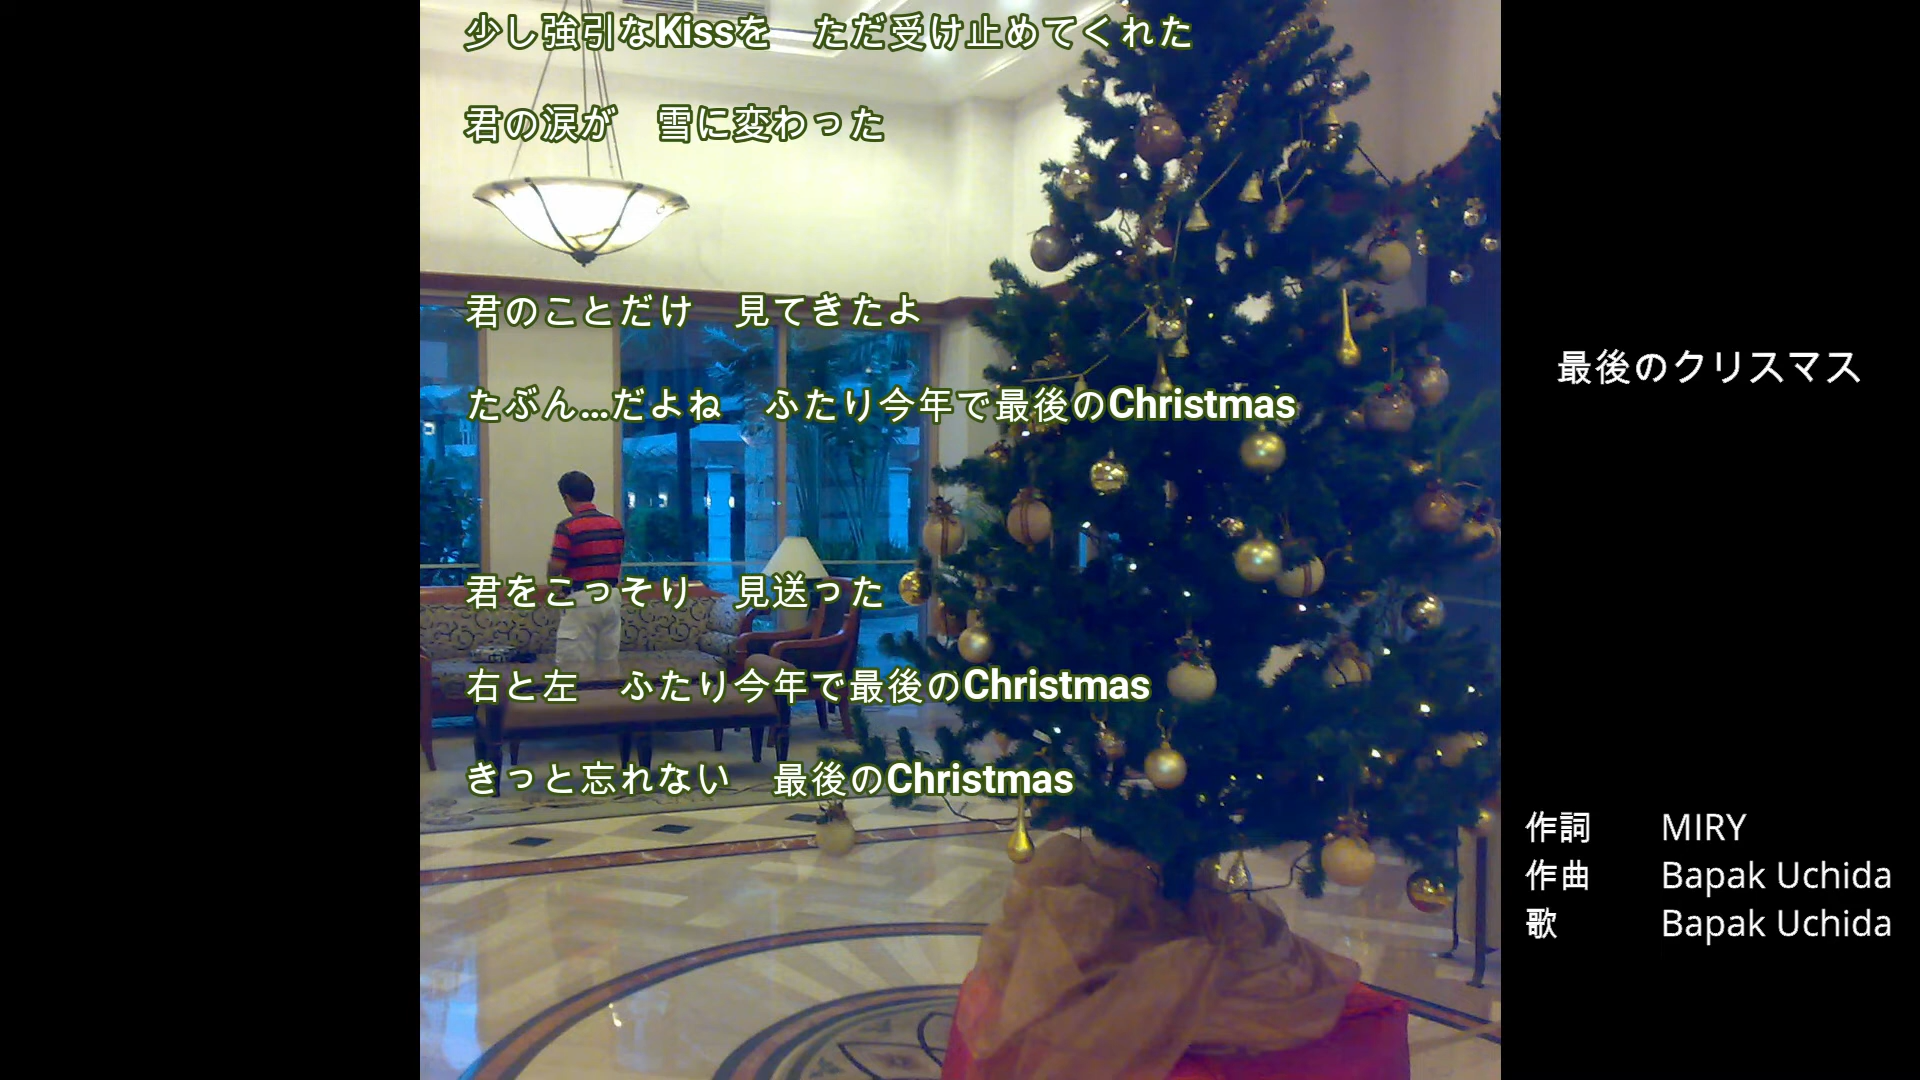 少し強引なKissを　ただ受け止めてくれた
君の涙が　雪に変わった
君のことだけ　見てきたよ
たぶん...だよね　ふたり今年で最後のChristmas
君をこっそり　見送った
右と左　ふたり今年で最後のChristmas
きっと忘れない　最後のChristmas
最後のクリスマス
作詞　MIRY
作曲　Bapak Uchida
歌　Bapak Uchida